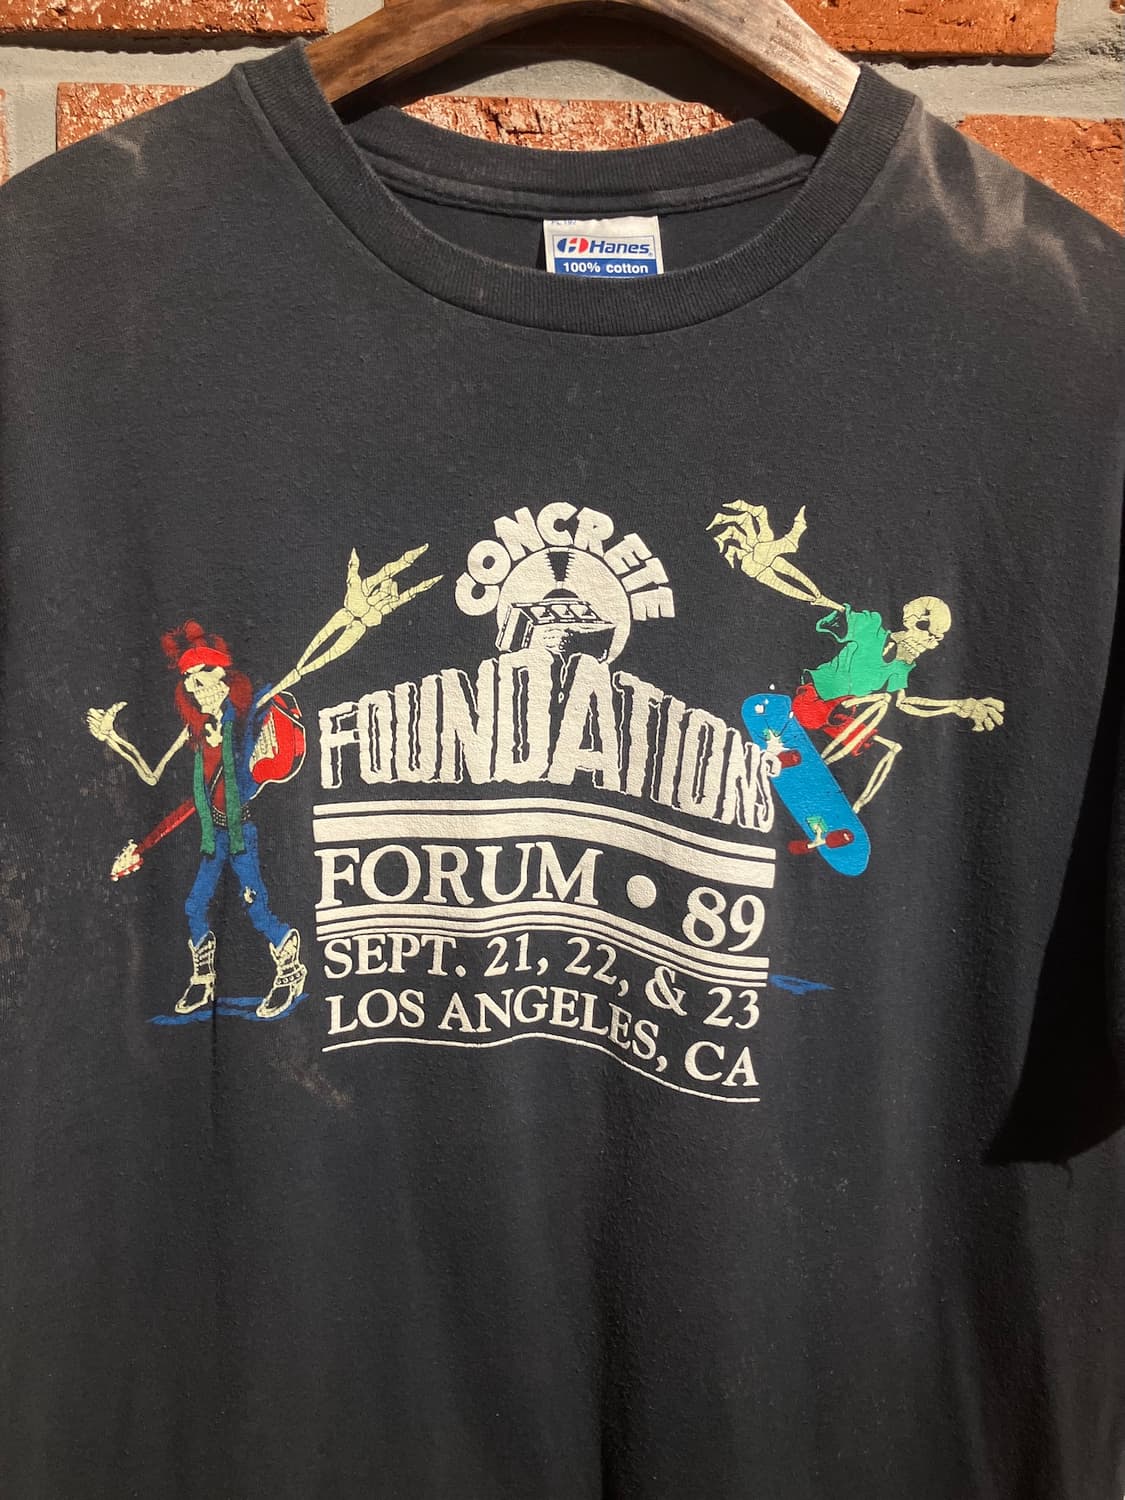 Hanes
100% cotton
CONCRETE
FOUNDATIONS
FORUM • 89
SEPT. 21, 22, & 23
LOS ANGELES, CA